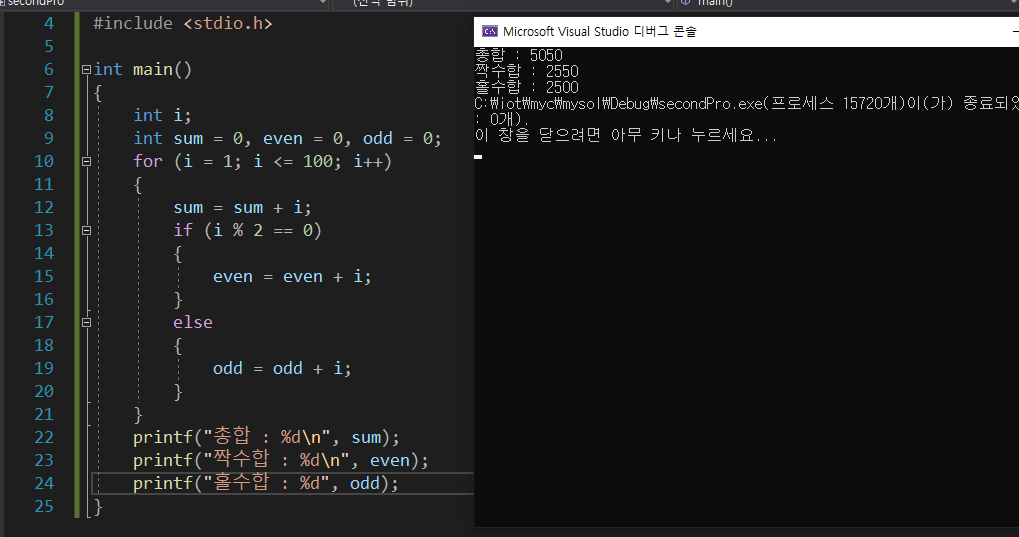 secondPro
(전역 범위)
main()
4 #include <stdio.h>
5
6 int main()
7 {
8 int i;
9 int sum = 0, even = 0, odd = 0;
10 for (i = 1; i <= 100; i++)
11 {
12 sum = sum + i;
13 if (i % 2 == 0)
14 {
15 even = even + i;
16 }
17 else
18 {
19 odd = odd + i;
20 }
21 }
22 printf("총합 : %d\n", sum);
23 printf("짝수합 : %d\n", even);
24 printf("홀수합 : %d", odd);
25 }
Microsoft Visual Studio 디버그 콘솔
총합 : 5050
짝수합 : 2550
홀수합 : 2500
C:₩iot₩myc₩mysol₩Debug₩secondPro.exe(프로세스 15720개)이(가) 종료되었
: 0개).
이 창을 닫으려면 아무 키나 누르세요...